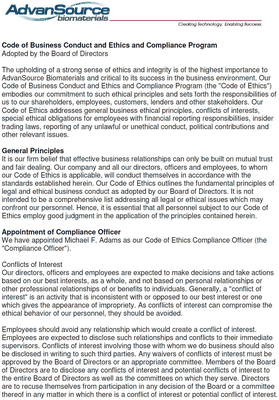 AdvanSource
biomaterials
Creating Technology. Enabling Success.
Code of Business Conduct and Ethics and Compliance Program
Adopted by the Board of Directors
The upholding of a strong sense of ethics and integrity is of the highest importance to
AdvanSource Biomaterials and critical to its success in the business environment. Our
Code of Business Conduct and Ethics and Compliance Program (the "Code of Ethics")
embodies our commitment to such ethical principles and sets forth the responsibilities of
us to our shareholders, employees, customers, lenders and other stakeholders. Our
Code of Ethics addresses general business ethical principles, conflicts of interests,
special ethical obligations for employees with financial reporting responsibilities, insider
trading laws, reporting of any unlawful or unethical conduct, political contributions and
other relevant issues.
General Principles
It is our firm belief that effective business relationships can only be built on mutual trust
and fair dealing. Our company and all our directors, officers and employees, to whom
our Code of Ethics is applicable, will conduct themselves in accordance with the
standards established herein. Our Code of Ethics outlines the fundamental principles of
legal and ethical business conduct as adopted by our Board of Directors. It is not
intended to be a comprehensive list addressing all legal or ethical issues which may
confront our personnel. Hence, it is essential that all personnel subject to our Code of
Ethics employ good judgment in the application of the principles contained herein.
Appointment of Compliance Officer
We have appointed Michael F. Adams as our Code of Ethics Compliance Officer (the
"Compliance Officer").
Conflicts of Interest
Our directors, officers and employees are expected to make decisions and take actions
based on our best interests, as a whole, and not based on personal relationships or
other professional relationships or benefits to individuals. Generally, a "conflict of
interest" is an activity that is inconsistent with or opposed to our best interest or one
which gives the appearance of impropriety. As conflicts of interest can compromise the
ethical behavior of our personnel, they should be avoided.
Employees should avoid any relationship which would create a conflict of interest.
Employees are expected to disclose such relationships and conflicts to their immediate
supervisors. Conflicts of interest involving those with whom we do business should also
be disclosed in writing to such third parties. Any waivers of conflicts of interest must be
approved by the Board of Directors or an appropriate committee. Members of the Board
of Directors are to disclose any conflicts of interest and potential conflicts of interest to
the entire Board of Directors as well as the committees on which they serve. Directors
are to recuse themselves from participation in any decision of the Board or a committee
thereof in any matter in which there is a conflict of interest or potential conflict of interest.